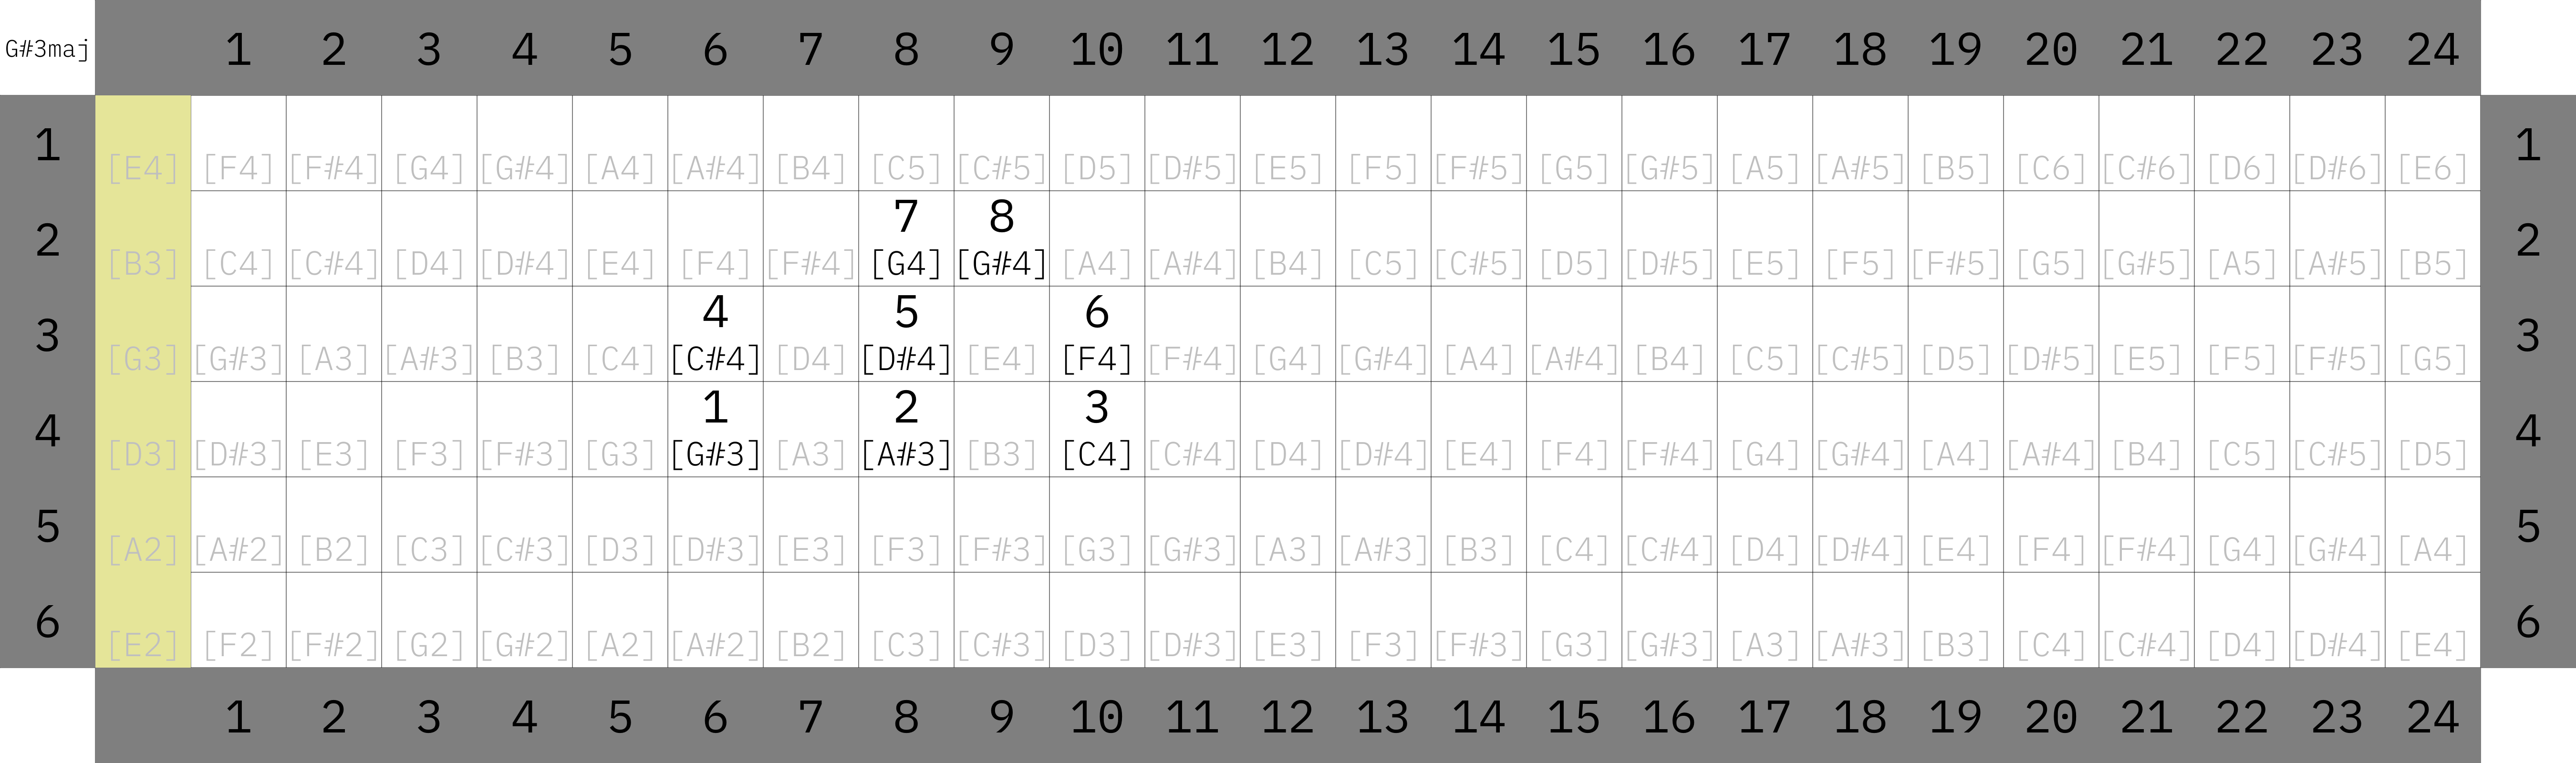 G#3maj 1 2 3 4 5 6 7 8 9 10 11 12 13 14 15 16 17 18 19 20 21 22 23 24
1 [E4] [F4] [F#4] [G4] [G#4] [A4] [A#4] [B4] [C5] [C#5] [D5] [D#5] [E5] [F5] [F#5] [G5] [G#5] [A5] [A#5] [B5] [C6] [C#6] [D6] [D#6] [E6] 1
7 8
2 [B3] [C4] [C#4] [D4] [D#4] [E4] [F4] [F#4] [G4] [G#4] [A4] [A#4] [B4] [C5] [C#5] [D5] [D#5] [E5] [F5] [F#5] [G5] [G#5] [A5] [A#5] [B5] 2
4 5 6
3 [G3] [G#3] [A3] [A#3] [B3] [C4] [C#4] [D4] [D#4] [E4] [F4] [F#4] [G4] [G#4] [A4] [A#4] [B4] [C5] [C#5] [D5] [D#5] [E5] [F5] [F#5] [G5] 3
1 2 3
4 [D3] [D#3] [E3] [F3] [F#3] [G3] [G#3] [A3] [A#3] [B3] [C4] [C#4] [D4] [D#4] [E4] [F4] [F#4] [G4] [G#4] [A4] [A#4] [B4] [C5] [C#5] [D5] 4
5 [A2] [A#2] [B2] [C3] [C#3] [D3] [D#3] [E3] [F3] [F#3] [G3] [G#3] [A3] [A#3] [B3] [C4] [C#4] [D4] [D#4] [E4] [F4] [F#4] [G4] [G#4] [A4] 5
6 [E2] [F2] [F#2] [G2] [G#2] [A2] [A#2] [B2] [C3] [C#3] [D3] [D#3] [E3] [F3] [F#3] [G3] [G#3] [A3] [A#3] [B3] [C4] [C#4] [D4] [D#4] [E4] 6
1 2 3 4 5 6 7 8 9 10 11 12 13 14 15 16 17 18 19 20 21 22 23 24